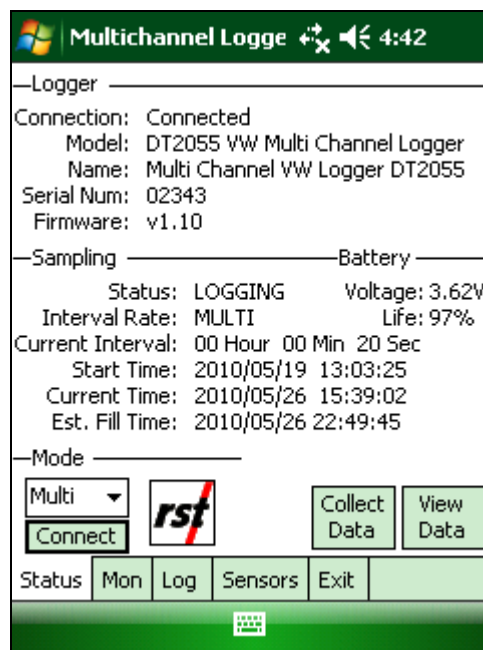 Multichannel Logge 4:42
Logger
Connection: Connected
Model: DT2055 VW Multi Channel Logger
Name: Multi Channel VW Logger DT2055
Serial Num: 02343
Firmware: v1.10
Sampling Battery
Status: LOGGING Voltage: 3.62V
Interval Rate: MULTI Life: 97%
Current Interval: 00 Hour 00 Min 20 Sec
Start Time: 2010/05/19 13:03:25
Current Time: 2010/05/26 15:39:02
Est. Fill Time: 2010/05/26 22:49:45
Mode
Multi
rst
Collect Data View Data
Connect
Status Mon Log Sensors Exit